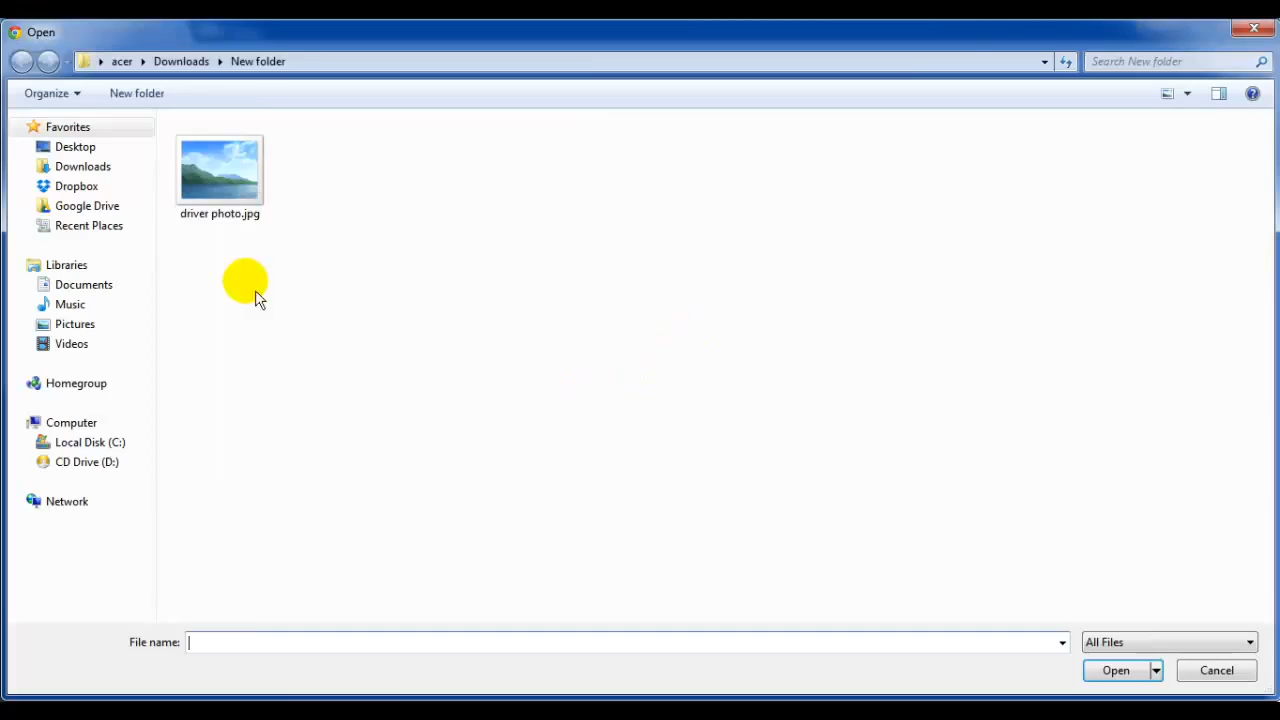 Open
acer Downloads New folder
Search New folder
Organize New folder
Favorites
Desktop
Downloads
Dropbox
Google Drive
Recent Places
Libraries
Documents
Music
Pictures
Videos
Homegroup
Computer
Local Disk (C:)
CD Drive (D:)
Network
driver photo.jpg
File name:
All Files
Open Cancel